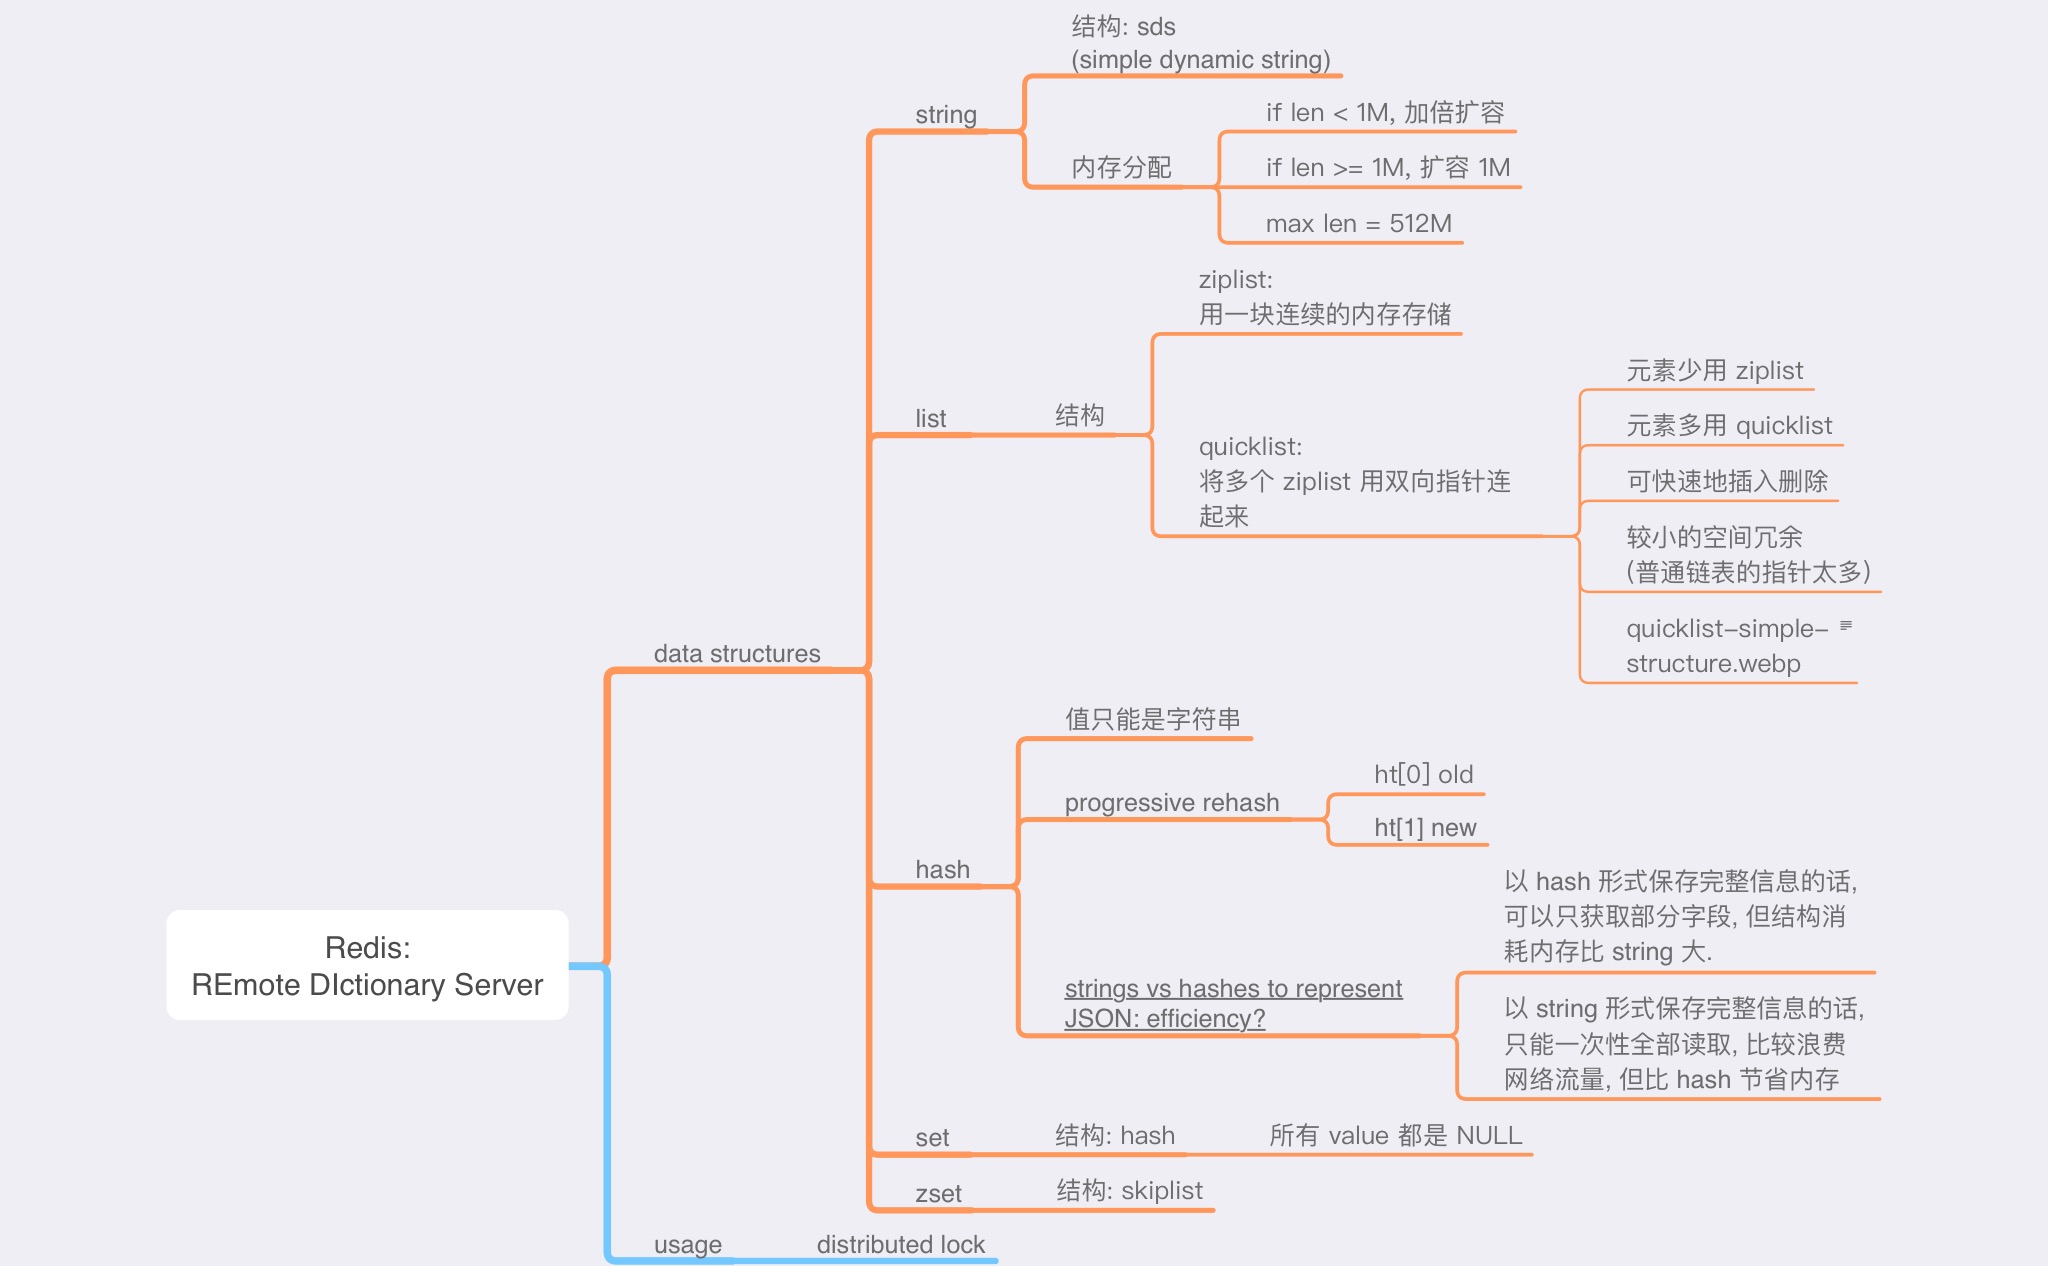 结构: sds
(simple dynamic string)
string
if len < 1M, 加倍扩容
内存分配
if len >= 1M, 扩容 1M
max len = 512M
ziplist:
用一块连续的内存存储
list
结构
元素少用 ziplist
元素多用 quicklist
quicklist:
将多个 ziplist 用双向指针连
起来
可快速地插入删除
较小的空间冗余
(普通链表的指针太多)
quicklist-simple-
structure.webp
data structures
值只能是字符串
progressive rehash
ht[0] old
ht[1] new
hash
以 hash 形式保存完整信息的话,
可以只获取部分字段, 但结构消
耗内存比 string 大.
strings vs hashes to represent
JSON: efficiency?
以 string 形式保存完整信息的话,
只能一次性全部读取, 比较浪费
网络流量, 但比 hash 节省内存
Redis:
REmote DIctionary Server
set
结构: hash
所有 value 都是 NULL
zset
结构: skiplist
usage
distributed lock